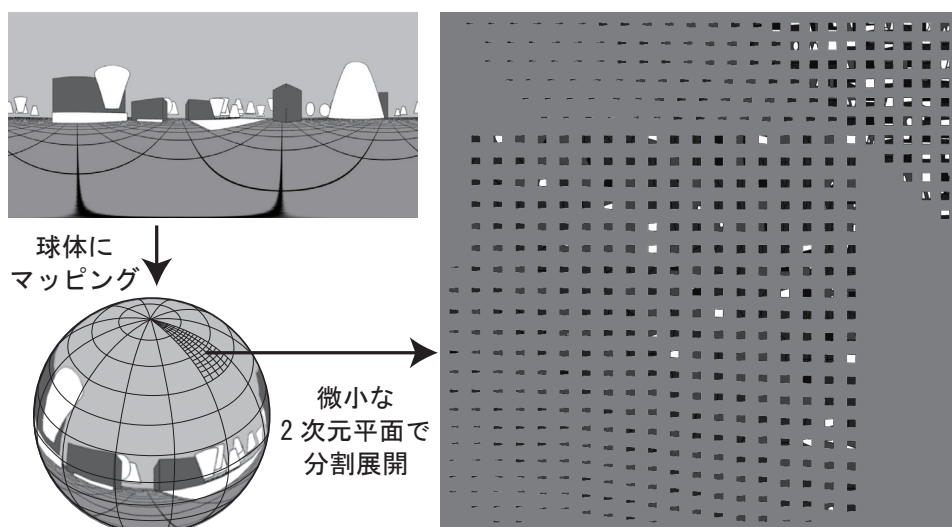 球体に
マッピング
微小な
2次元平面で
分割展開